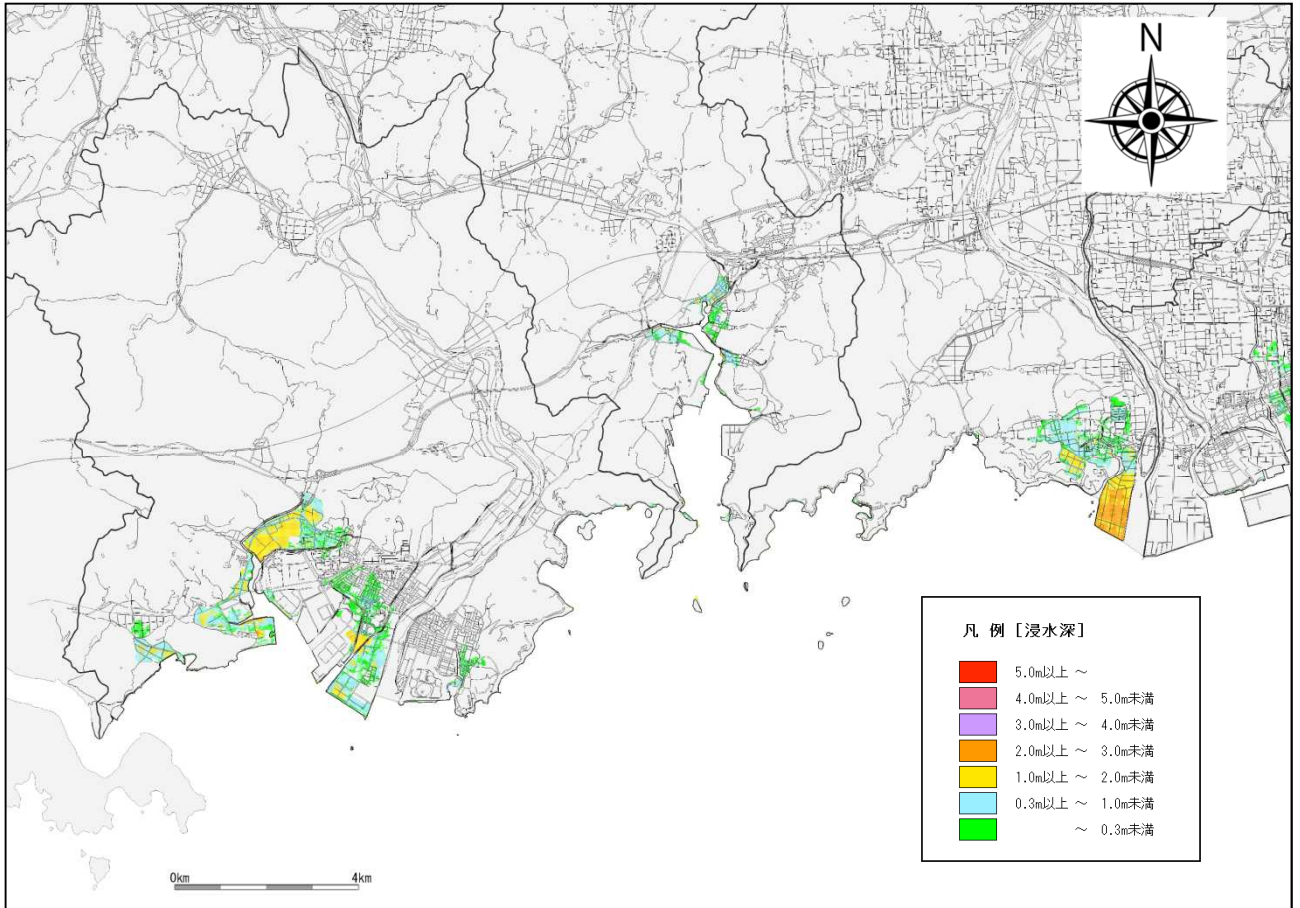 N
凡 例 [浸水深]
5.0m以上 ～
4.0m以上 ～ 5.0m未満
3.0m以上 ～ 4.0m未満
2.0m以上 ～ 3.0m未満
1.0m以上 ～ 2.0m未満
0.3m以上 ～ 1.0m未満
～ 0.3m未満
0km 4km